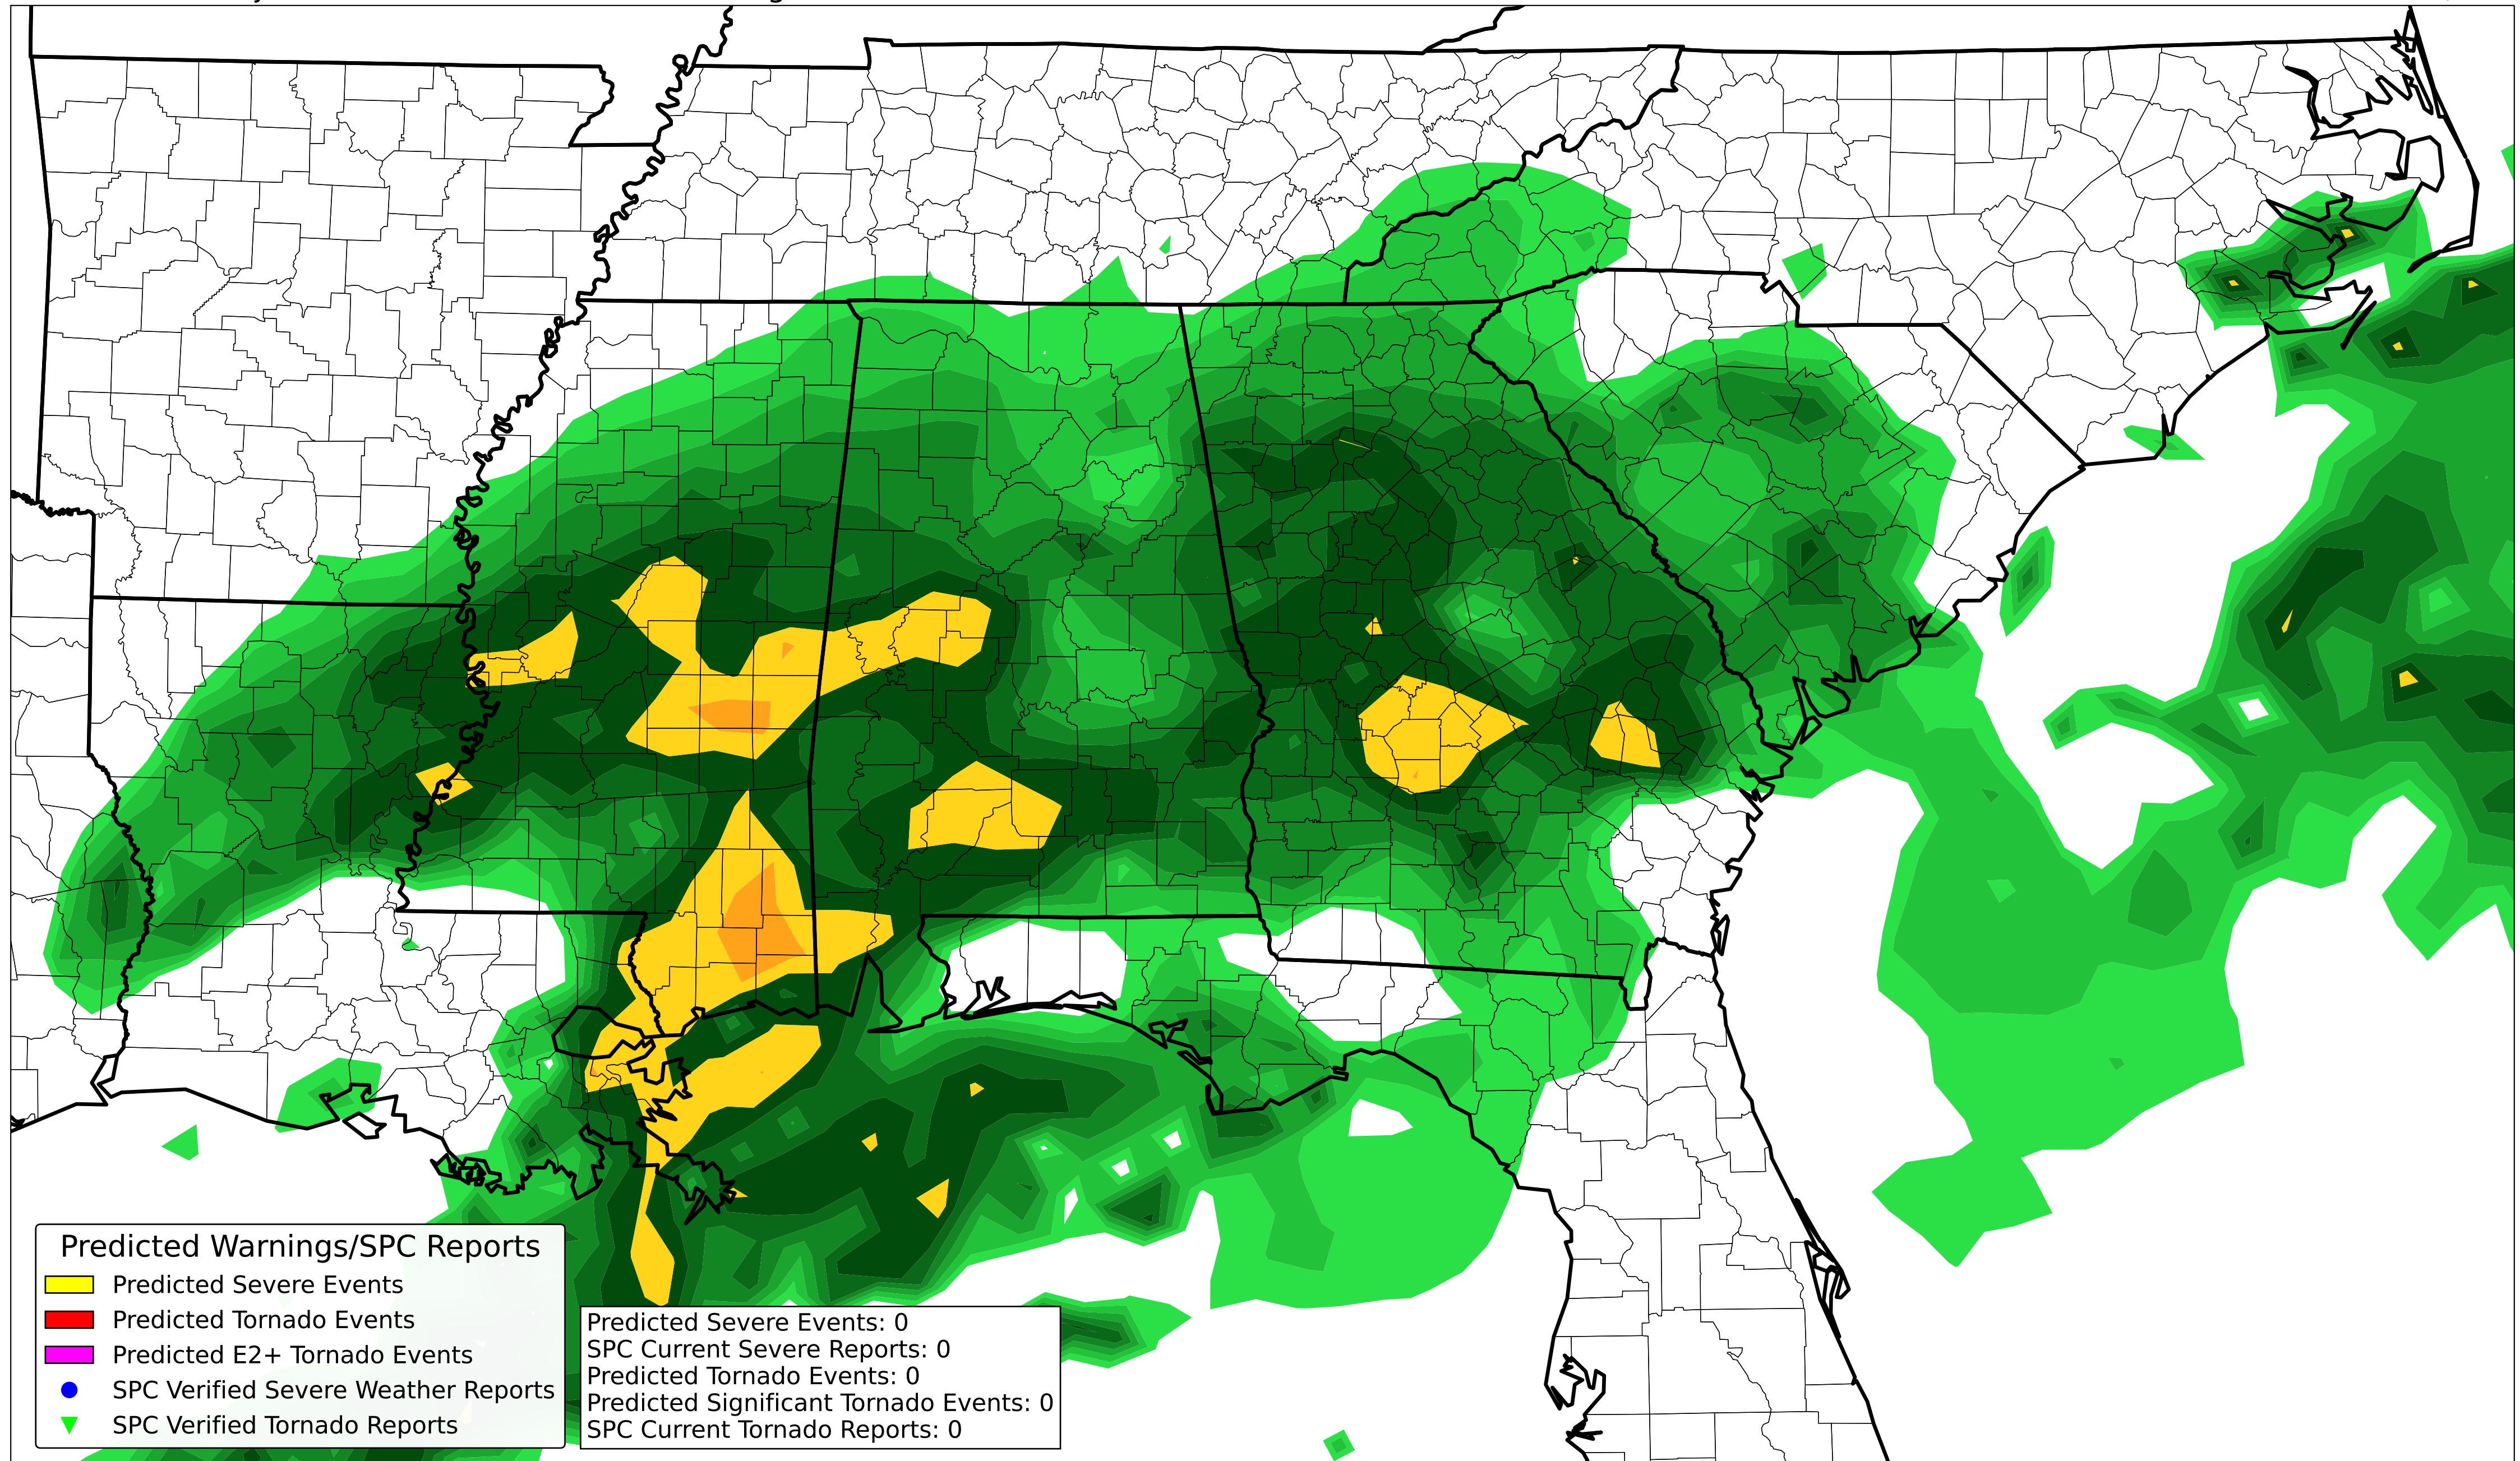 Predicted Warnings/SPC Reports
Predicted Severe Events
Predicted Tornado Events
Predicted E2+ Tornado Events
SPC Verified Severe Weather Reports
SPC Verified Tornado Reports
Predicted Severe Events: 0
SPC Current Severe Reports: 0
Predicted Tornado Events: 0
Predicted Significant Tornado Events: 0
SPC Current Tornado Reports: 0